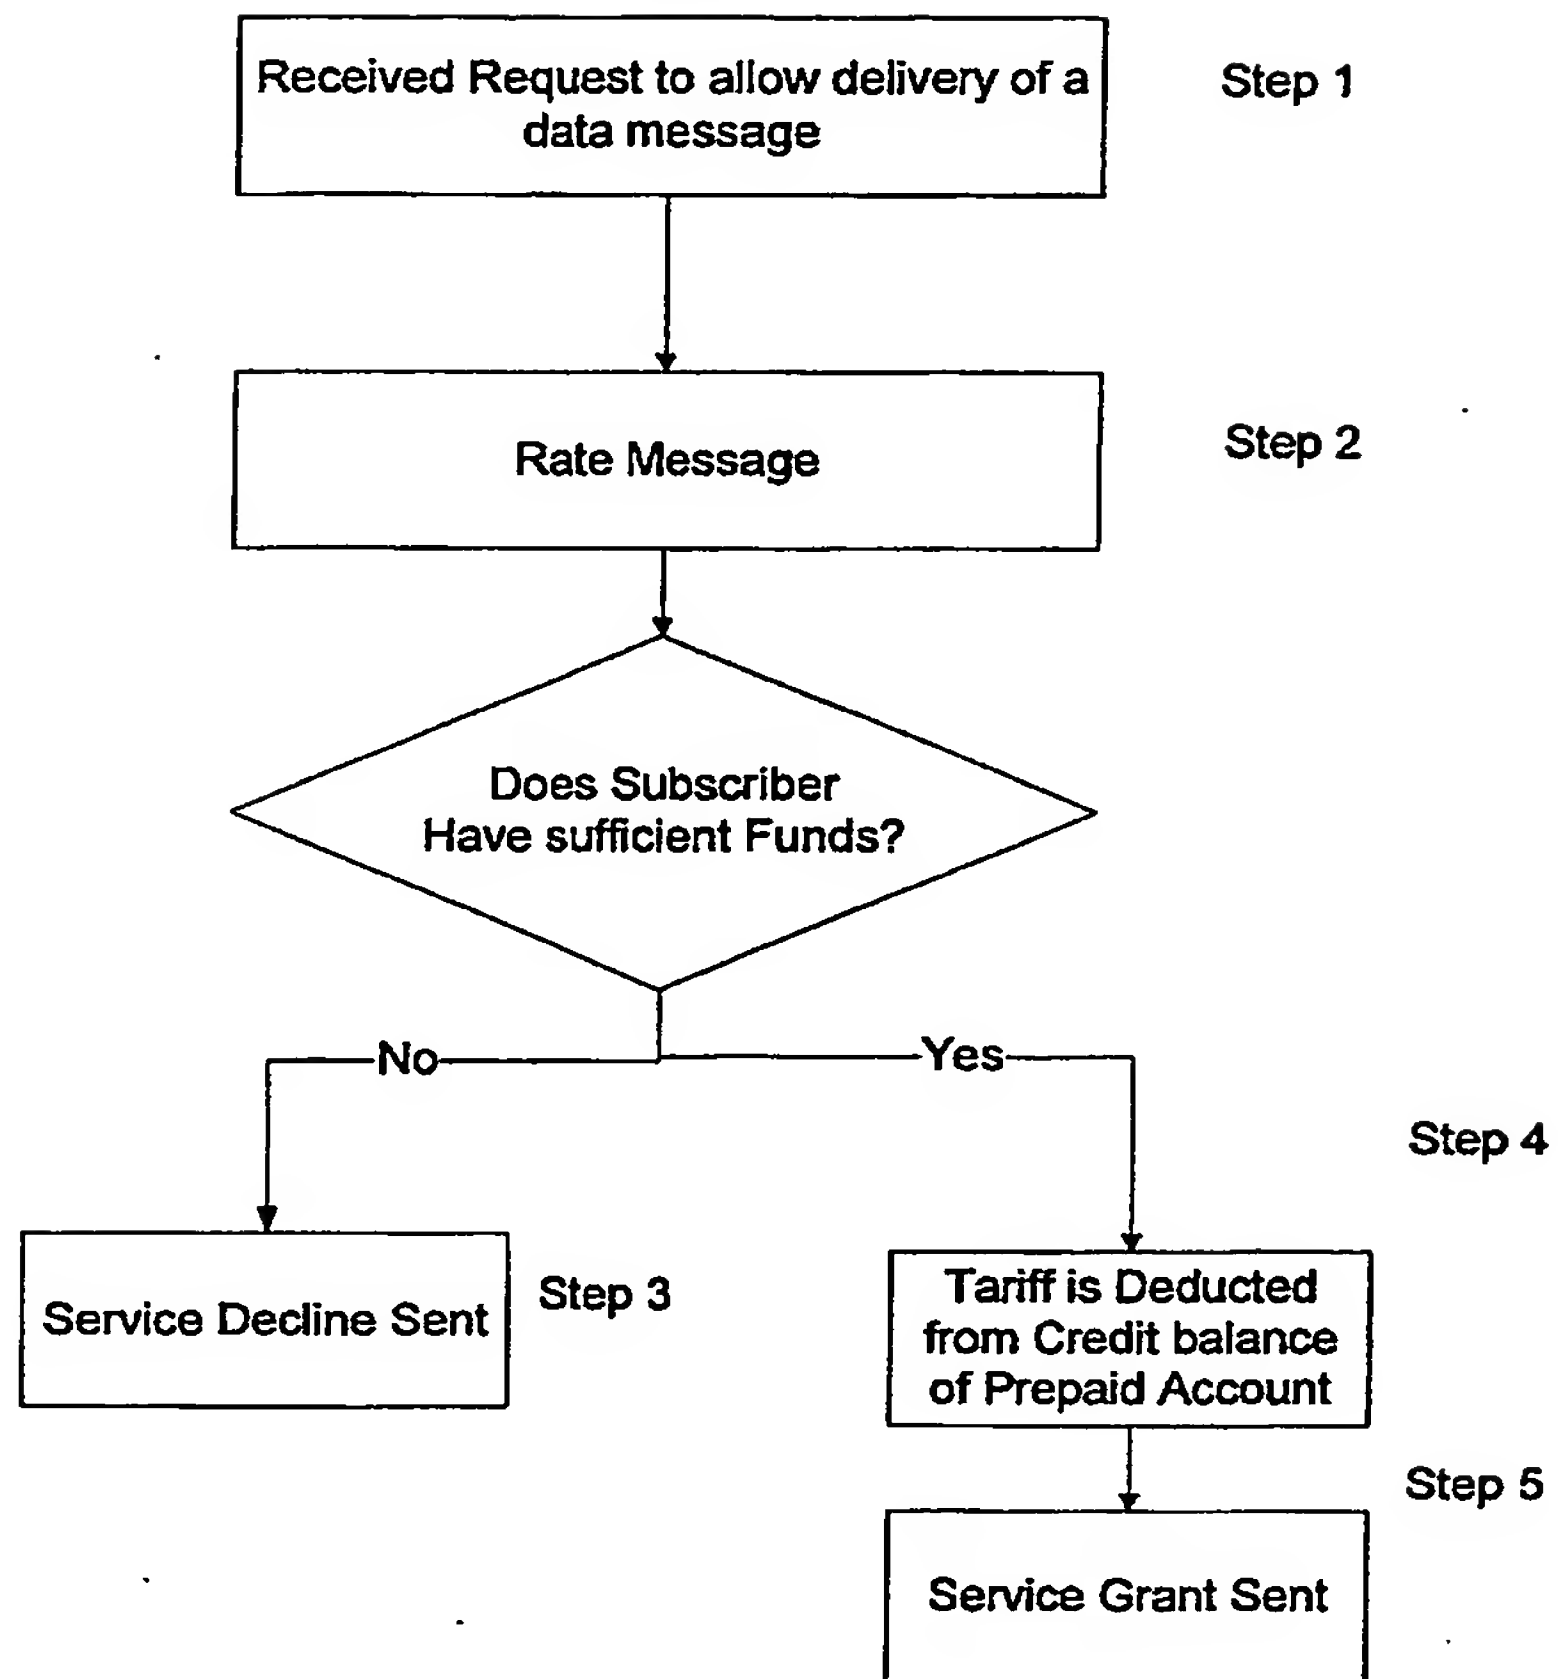 Received Request to allow delivery of a
data message
Step 1
Rate Message
Step 2
Does Subscriber
Have sufficient Funds?
No
Yes
Step 4
Service Decline Sent
Step 3
Tariff is Deducted
from Credit balance
of Prepaid Account
Step 5
Service Grant Sent